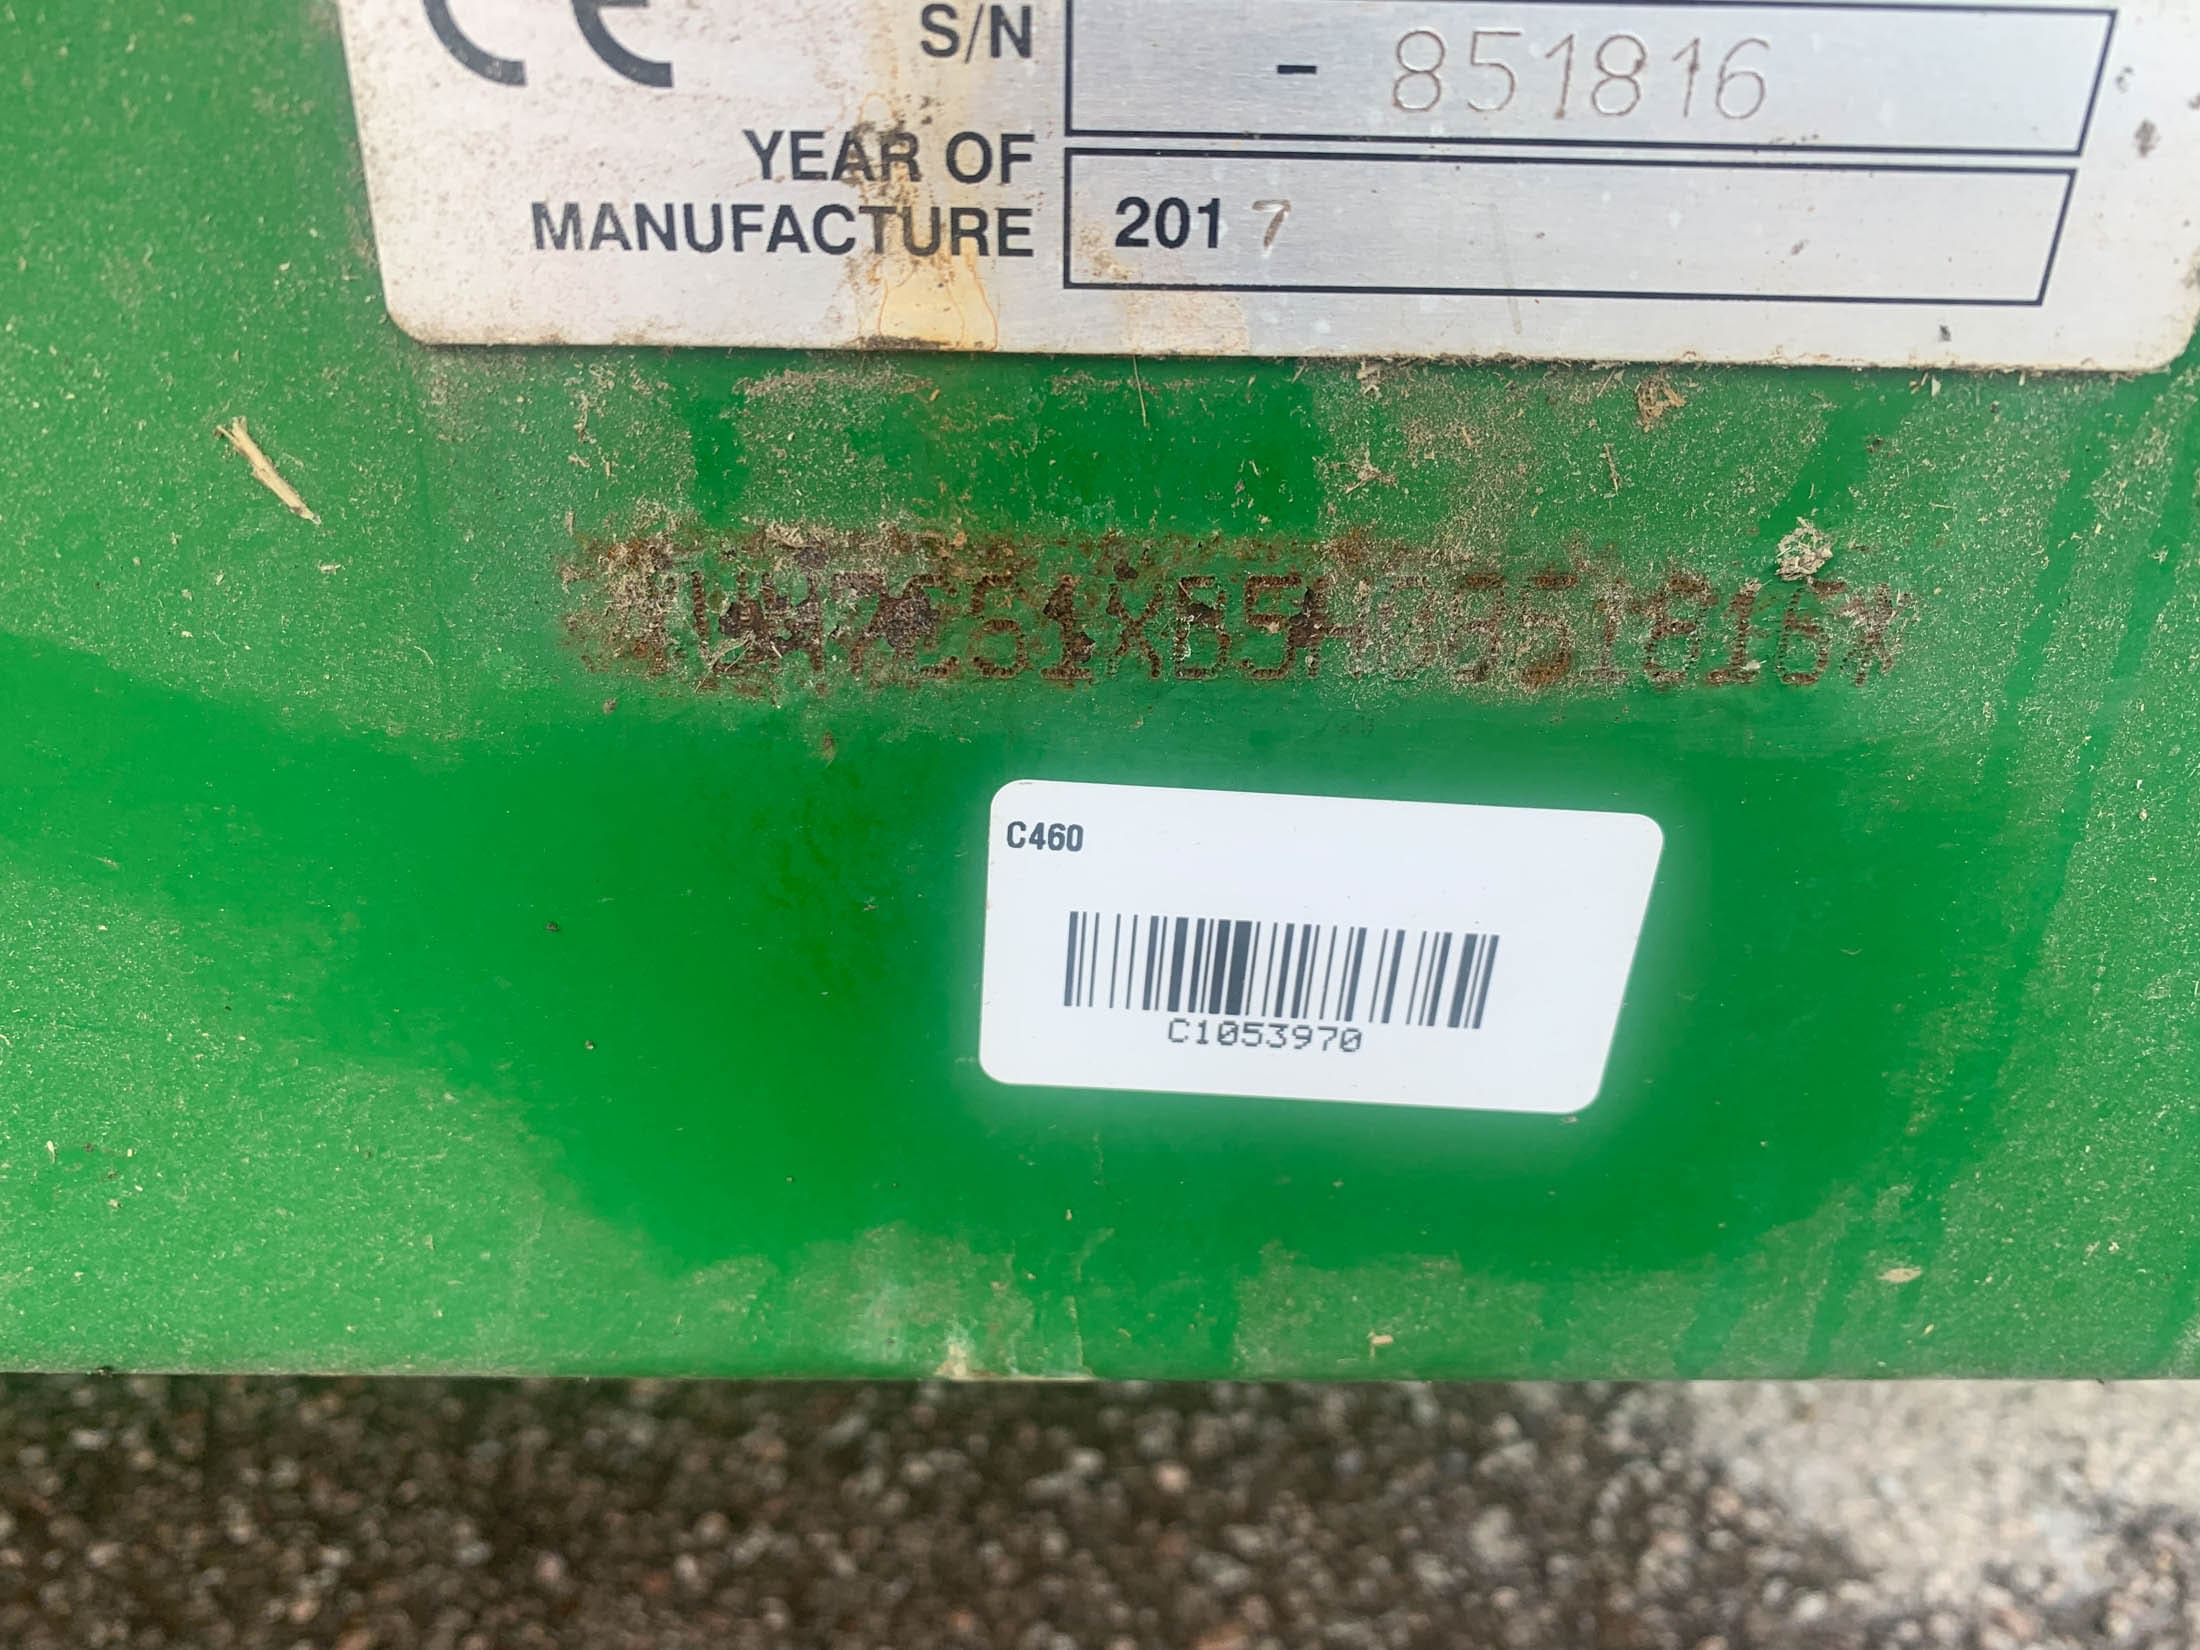 CE
S/N
- 851816
YEAR OF
MANUFACTURE
2017
C460
C1053970